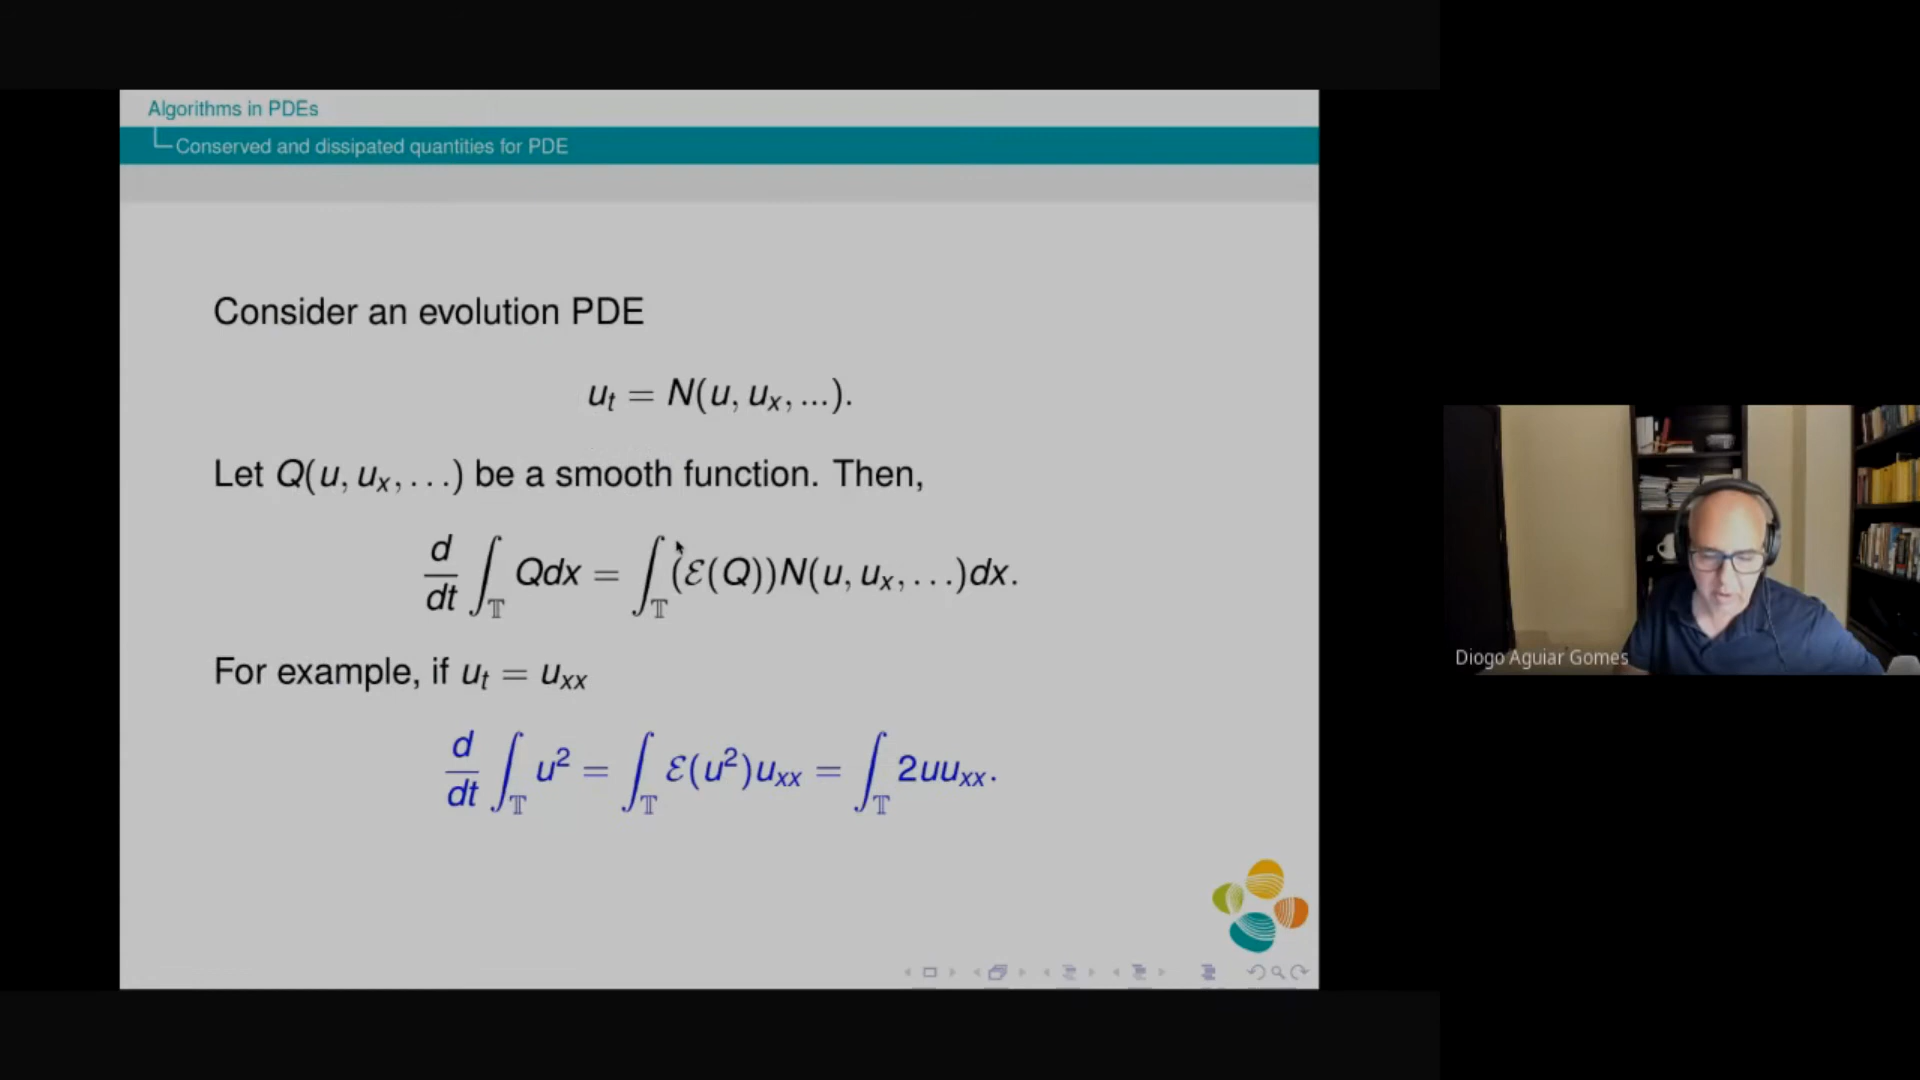 Algorithms in PDEs
Conserved and dissipated quantities for PDE
Consider an evolution PDE
u_t = N(u, u_x, ...).
Let Q(u, u_x, . . .) be a smooth function. Then,
d/dt ∫_𝕋 Qdx = ∫_𝕋 (ℰ(Q))N(u, u_x, . . .)dx.
For example, if u_t = u_xx
d/dt ∫_𝕋 u² = ∫_𝕋 ℰ(u²)u_xx = ∫_𝕋 2uu_xx.
Diogo Aguiar Gomes